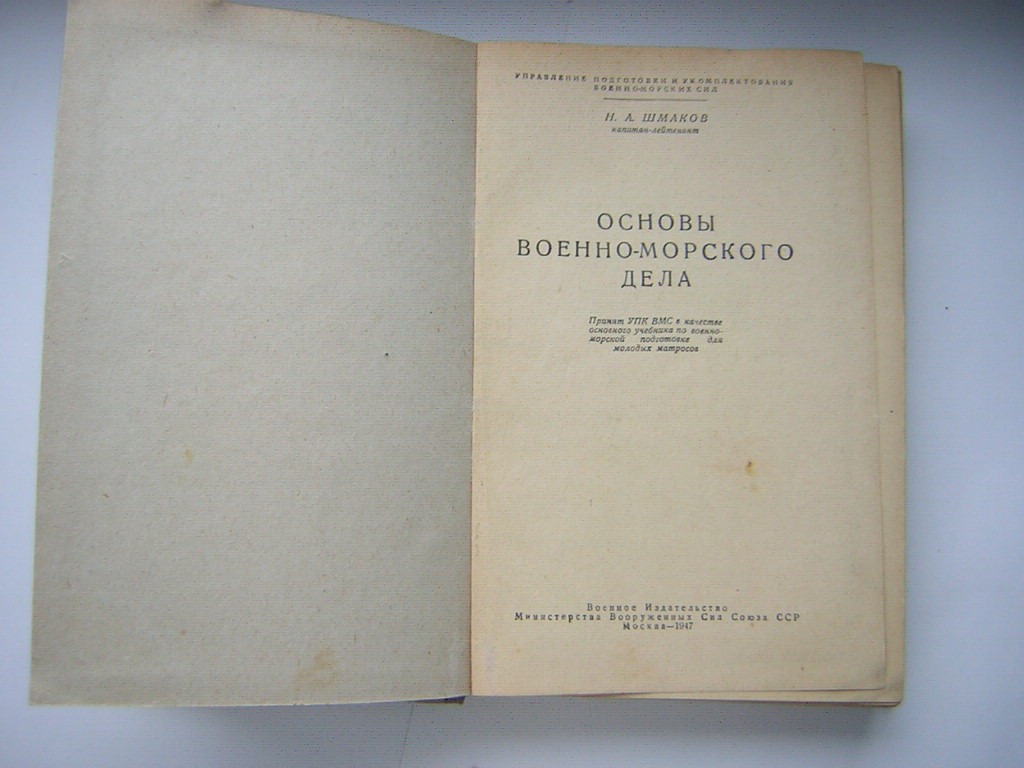 УПРАВЛЕНИЕ ПОДГОТОВКИ И УКОМПЛЕКТОВАНИЯ
ВОЕННО-МОРСКИХ СИЛ
Н. А. ШМАКОВ
капитан-лейтенант
ОСНОВЫ
ВОЕННО-МОРСКОГО
ДЕЛА
Принят УПК ВМС в качестве
основного учебника по военно-
морской подготовке для
молодых матросов
Военное Издательство
Министерства Вооруженных Сил Союза ССР
Москва—1947